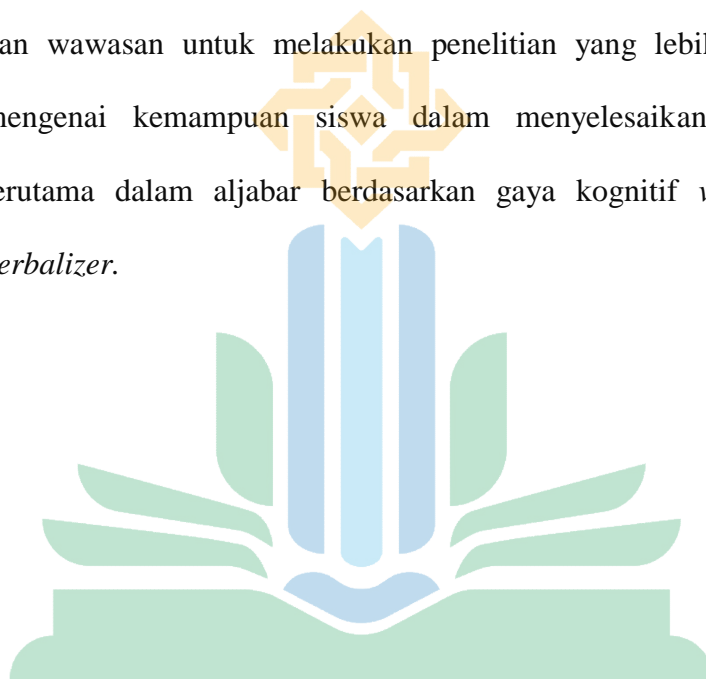 an wawasan untuk melakukan penelitian yang lebi
mengenai kemampuan siswa dalam menyelesaikan
erutama dalam aljabar berdasarkan gaya kognitif
erbalizer.